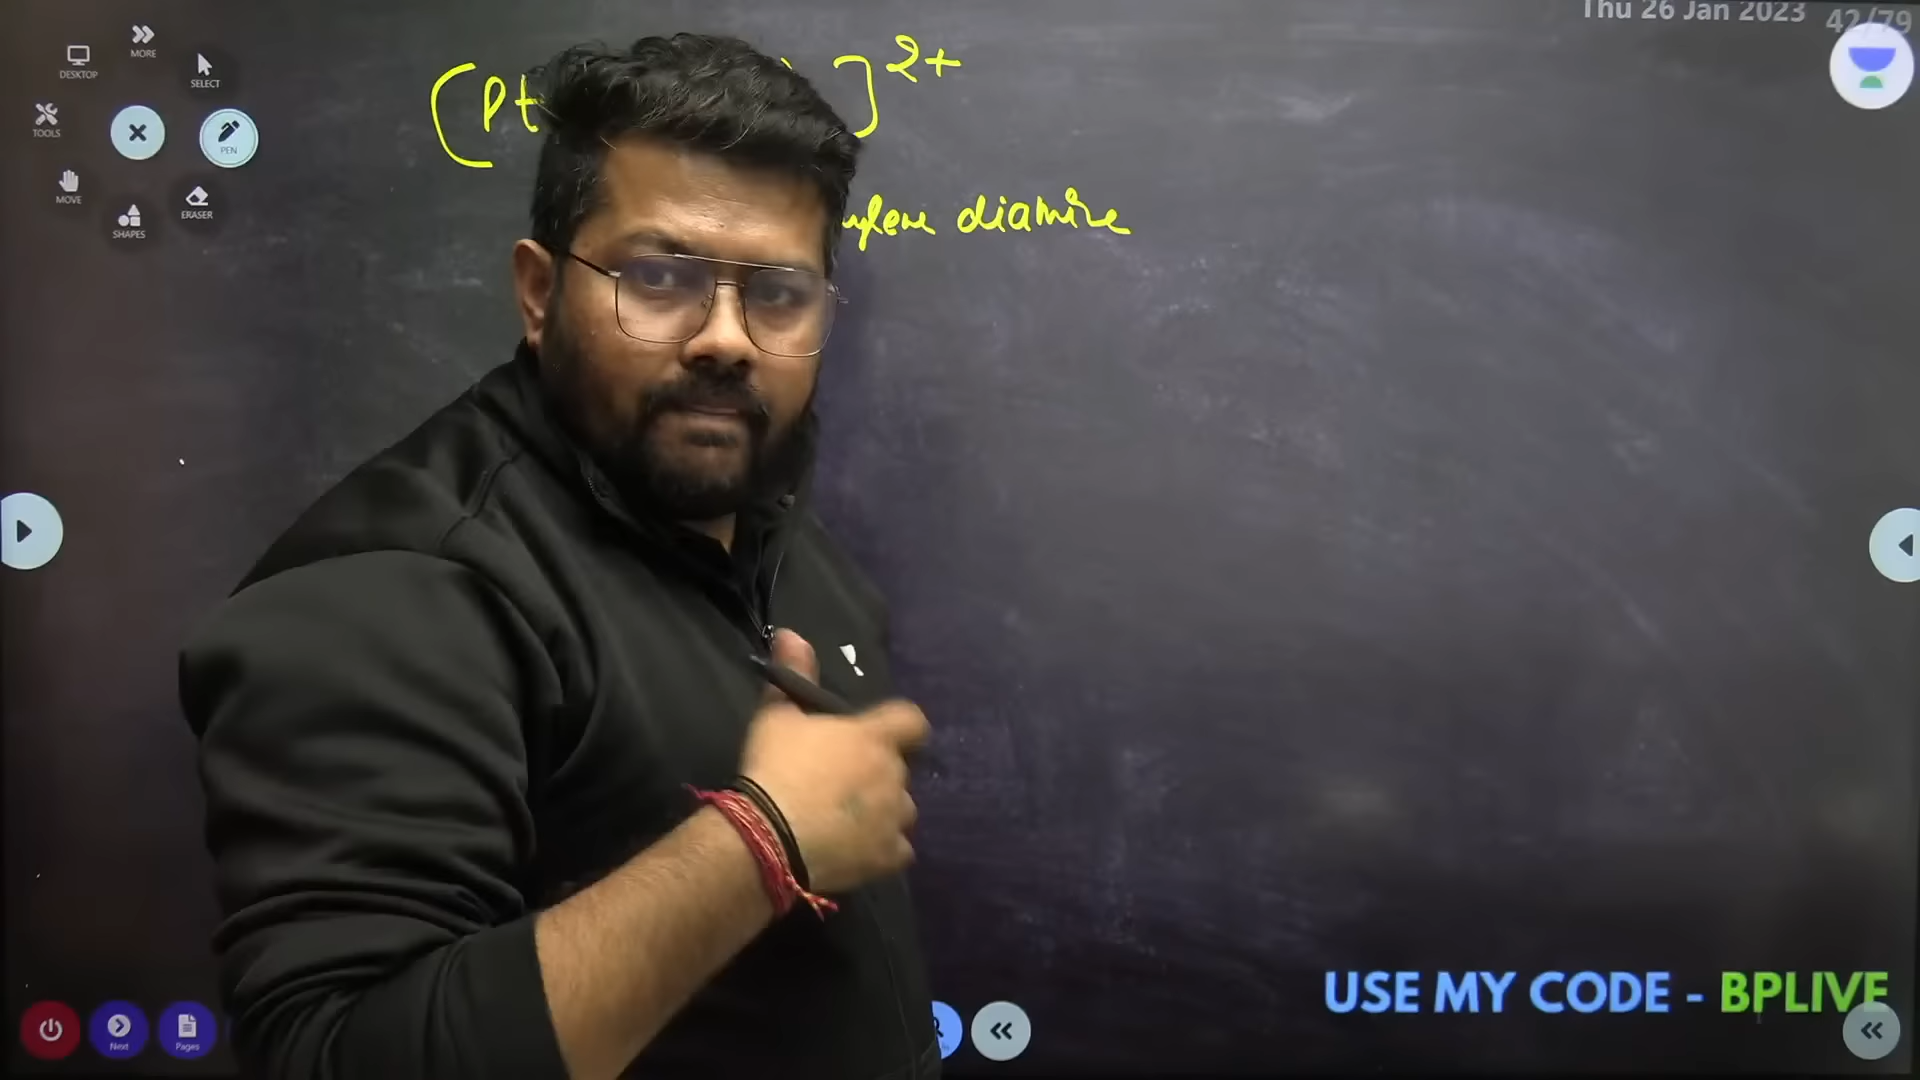 Thu 26 Jan 2023
42/79
MORE
DESKTOP
SELECT
TOOLS
PEN
MOVE
ERASER
SHAPES
[Pt ]2+
diamine
USE MY CODE - BPLIVE
Next
Pages